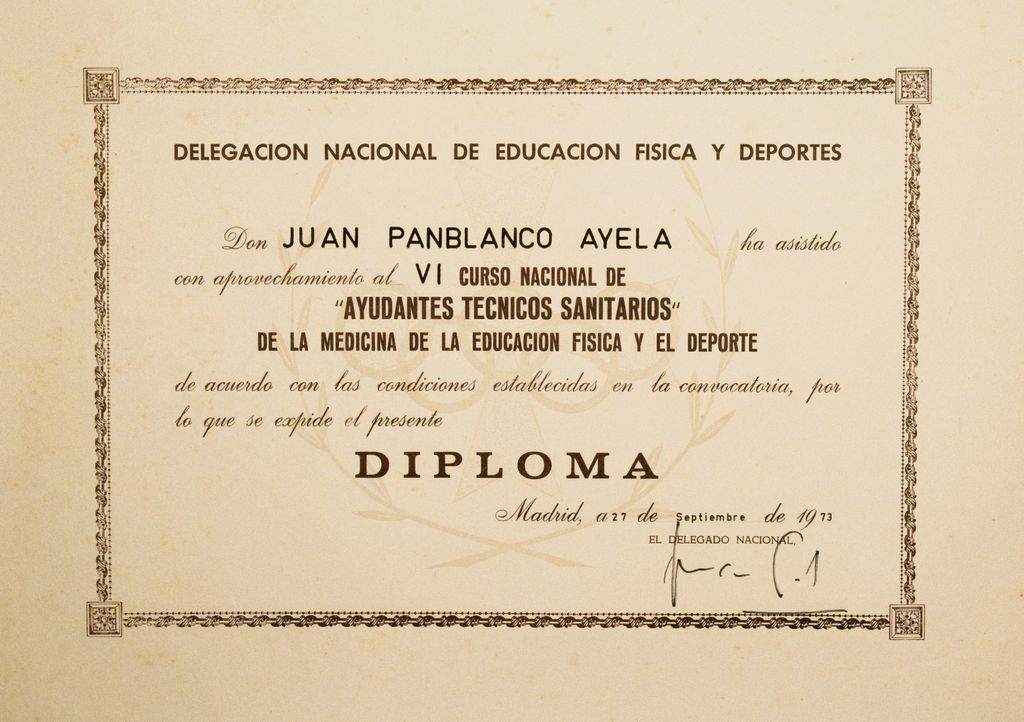 DELEGACION NACIONAL DE EDUCACION FISICA Y DEPORTES
Don JUAN PANBLANCO AYELA ha asistido
con aprovechamiento al VI CURSO NACIONAL DE
"AYUDANTES TECNICOS SANITARIOS"
DE LA MEDICINA DE LA EDUCACION FISICA Y EL DEPORTE
de acuerdo con las condiciones establecidas en la convocatoria, por
lo que se expide el presente
DIPLOMA
Madrid, a 27 de Septiembre de 1973
EL DELEGADO NACIONAL,